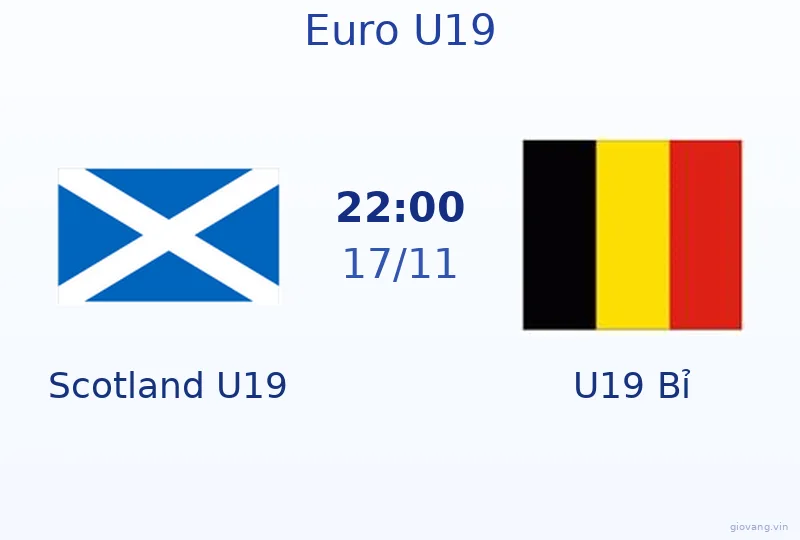 Euro U19
22:00
17/11
Scotland U19
U19 Bỉ
giovang.vin